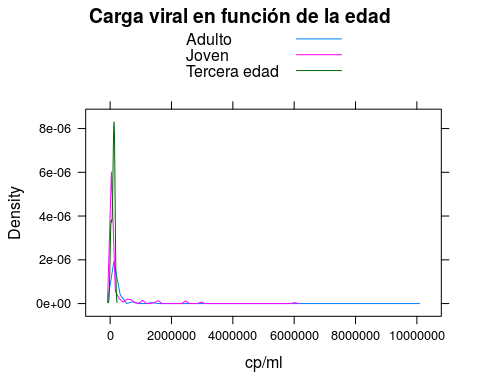 Carga viral en función de la edad
Adulto
Joven
Tercera edad
8e-06
6e-06
4e-06
2e-06
0e+00
Density
0 2000000 4000000 6000000 8000000 10000000
cp/ml